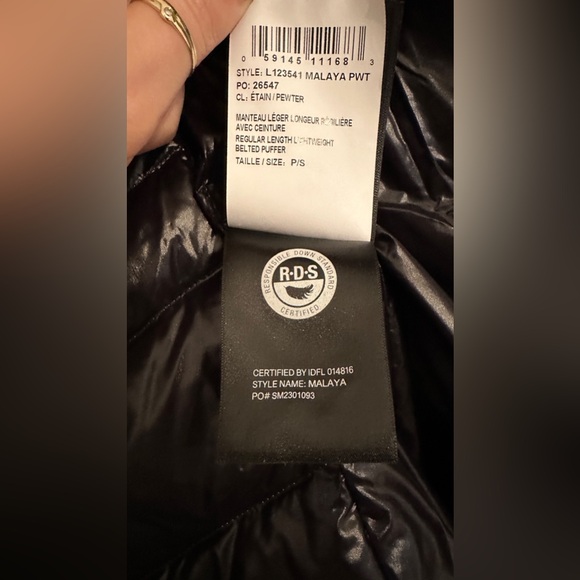 0 59145 11168 3
STYLE: L123541 MALAYA PWT
PO: 26547
CL: ÉTAIN / PEWTER
MANTEAU LÉGER LONGEUR RÉGULIÈRE
AVEC CEINTURE
REGULAR LENGTH LIGHTWEIGHT
BELTED PUFFER
TAILLE / SIZE: P/S
RESPONSIBLE DOWN STANDARD
R·D·S
CERTIFIED
CERTIFIED BY IDFL 014816
STYLE NAME: MALAYA
PO# SM2301093